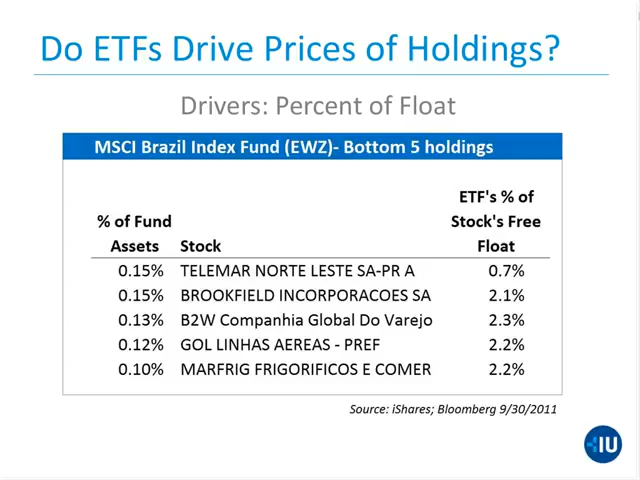 Do ETFs Drive Prices of Holdings?
Drivers: Percent of Float
MSCI Brazil Index Fund (EWZ)- Bottom 5 holdings
% of Fund Assets Stock ETF's % of Stock's Free Float
0.15% TELEMAR NORTE LESTE SA-PR A 0.7%
0.15% BROOKFIELD INCORPORACOES SA 2.1%
0.13% B2W Companhia Global Do Varejo 2.3%
0.12% GOL LINHAS AEREAS - PREF 2.2%
0.10% MARFRIG FRIGORIFICOS E COMER 2.2%
Source: iShares; Bloomberg 9/30/2011
IU